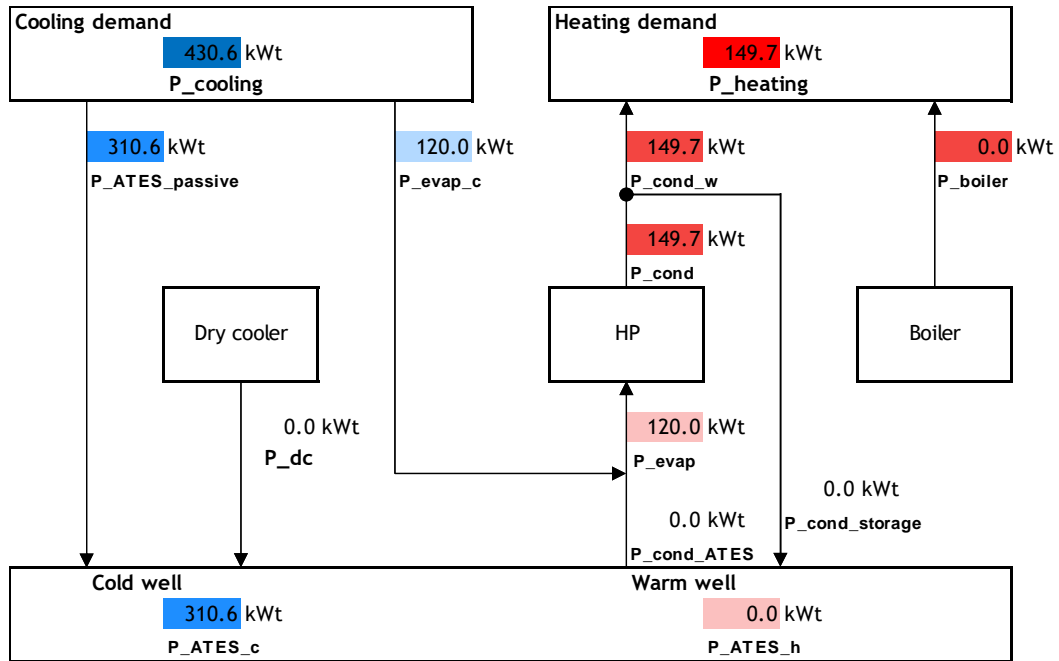 Cooling demand
430.6 kWt
P_cooling
Heating demand
149.7 kWt
P_heating
310.6 kWt
P_ATES_passive
120.0 kWt
P_evap_c
149.7 kWt
P_cond_w
0.0 kWt
P_boiler
149.7 kWt
P_cond
Dry cooler
HP
Boiler
0.0 kWt
P_dc
120.0 kWt
P_evap
0.0 kWt
P_cond_storage
0.0 kWt
P_cond_ATES
Cold well
310.6 kWt
P_ATES_c
Warm well
0.0 kWt
P_ATES_h